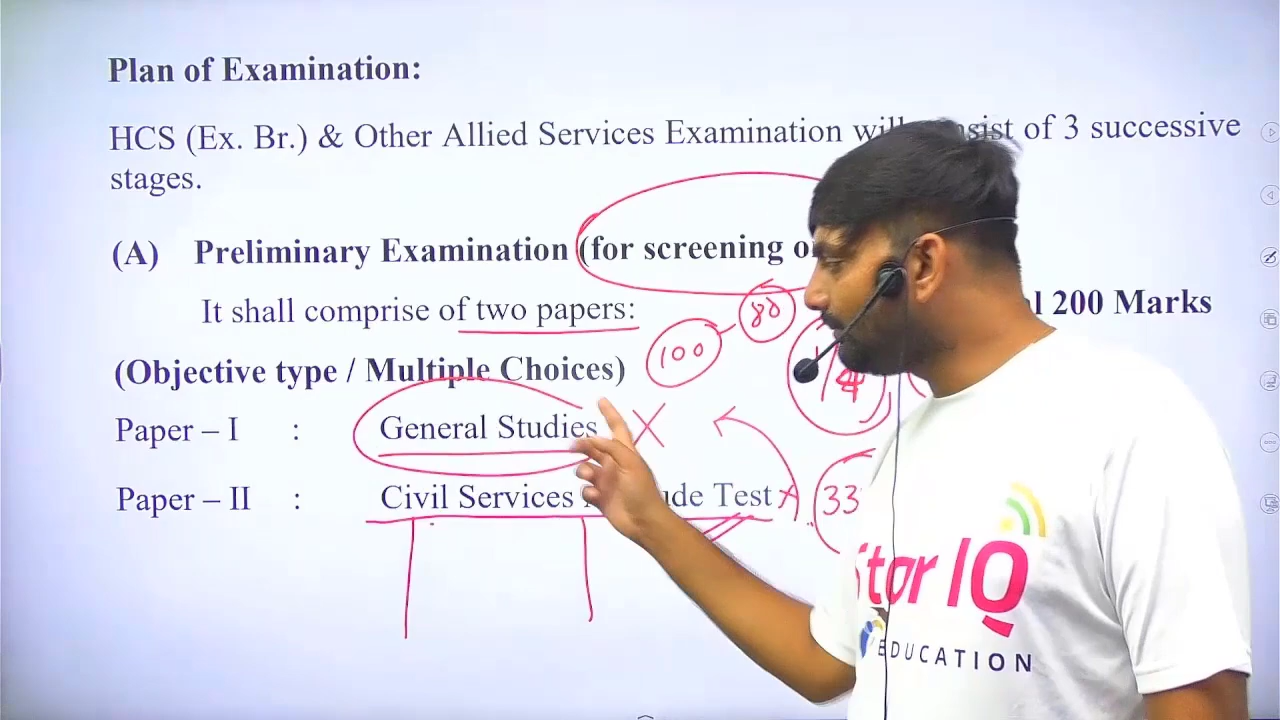 Plan of Examination:
HCS (Ex. Br.) & Other Allied Services Examination will consist of 3 successive
stages.
(A) Preliminary Examination (for screening
It shall comprise of two papers: 200 Marks
100 - 80
(Objective type / Multiple Choices)
1/4
Paper – I : General Studies X
Paper – II : Civil Services Test 33
Star IQ
EDUCATION